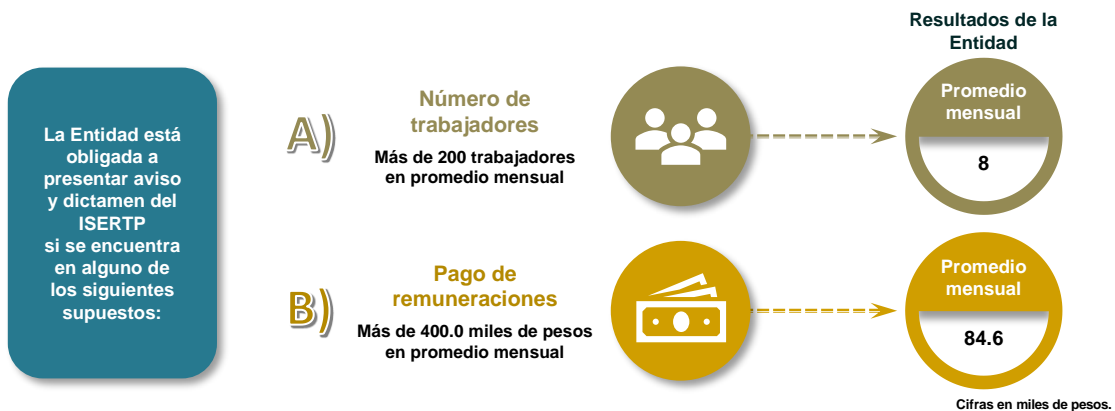 La Entidad está
obligada a
presentar aviso
y dictamen del
ISERTP
si se encuentra
en alguno de
los siguientes
supuestos:
A)
Número de
trabajadores
Más de 200 trabajadores
en promedio mensual
Resultados de la
Entidad
Promedio
mensual
8
B)
Pago de
remuneraciones
Más de 400.0 miles de pesos
en promedio mensual
Promedio
mensual
84.6
Cifras en miles de pesos.